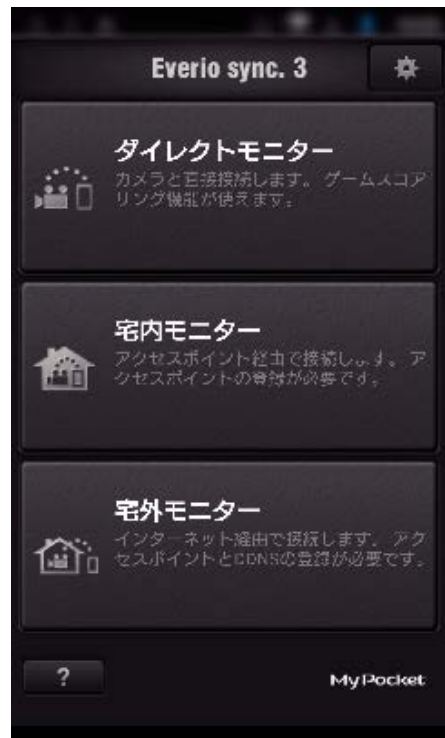 Everio sync. 3
ダイレクトモニター
カメラと直接接続します。 ゲームスコア
リング機能が使えます。
宅内モニター
アクセスポイント経由で接続します。 ア
クセスポイントの登録が必要です。
宅外モニター
インターネット経由で接続します。 アク
セスポイントとDDNSの登録が必要です。
?
My Pocket